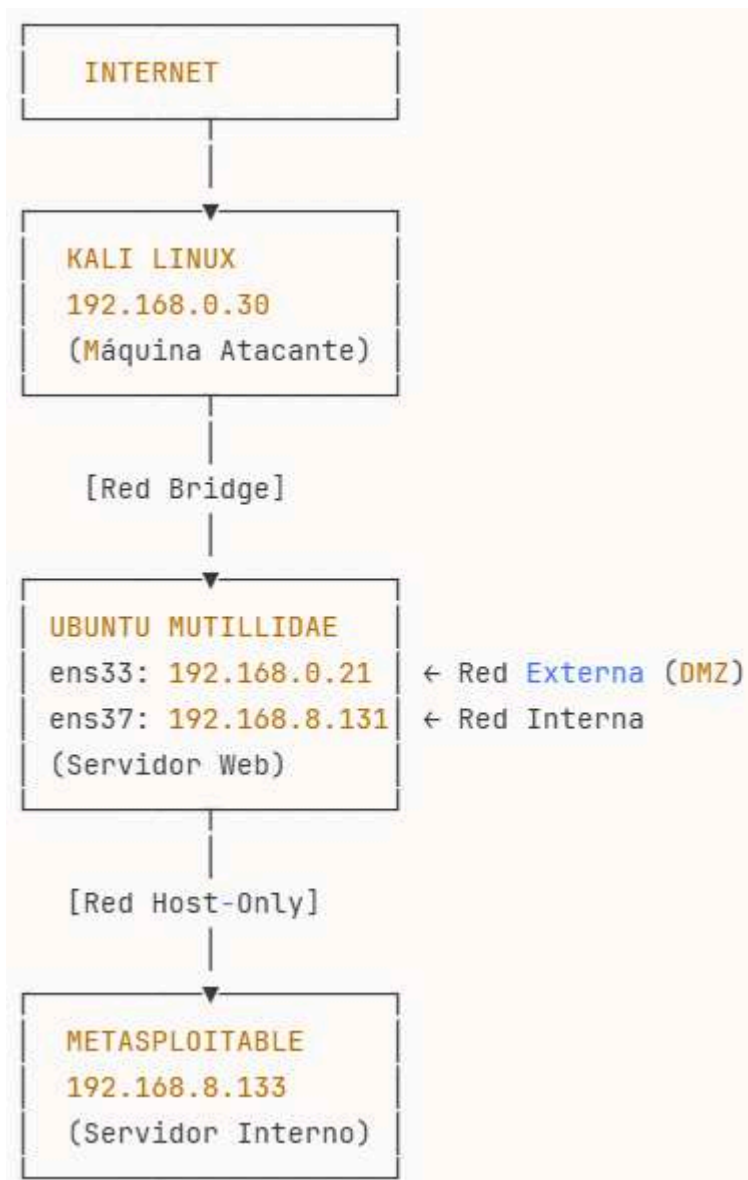 INTERNET
KALI LINUX
192.168.0.30
(Máquina Atacante)
[Red Bridge]
UBUNTU MUTILLIDAE
ens33: 192.168.0.21 ← Red Externa (DMZ)
ens37: 192.168.8.131 ← Red Interna
(Servidor Web)
[Red Host-Only]
METASPLOITABLE
192.168.8.133
(Servidor Interno)